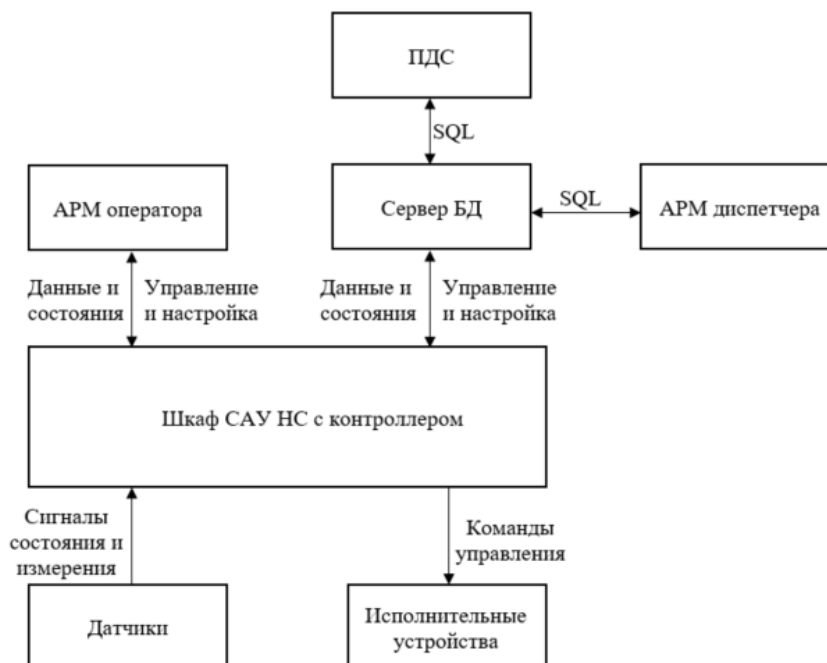 ПДС
SQL
АРМ оператора
Сервер БД
SQL
АРМ диспетчера
Данные и
состояния
Управление
и настройка
Данные и
состояния
Управление
и настройка
Шкаф САУ НС с контроллером
Сигналы
состояния и
измерения
Команды
управления
Датчики
Исполнительные
устройства